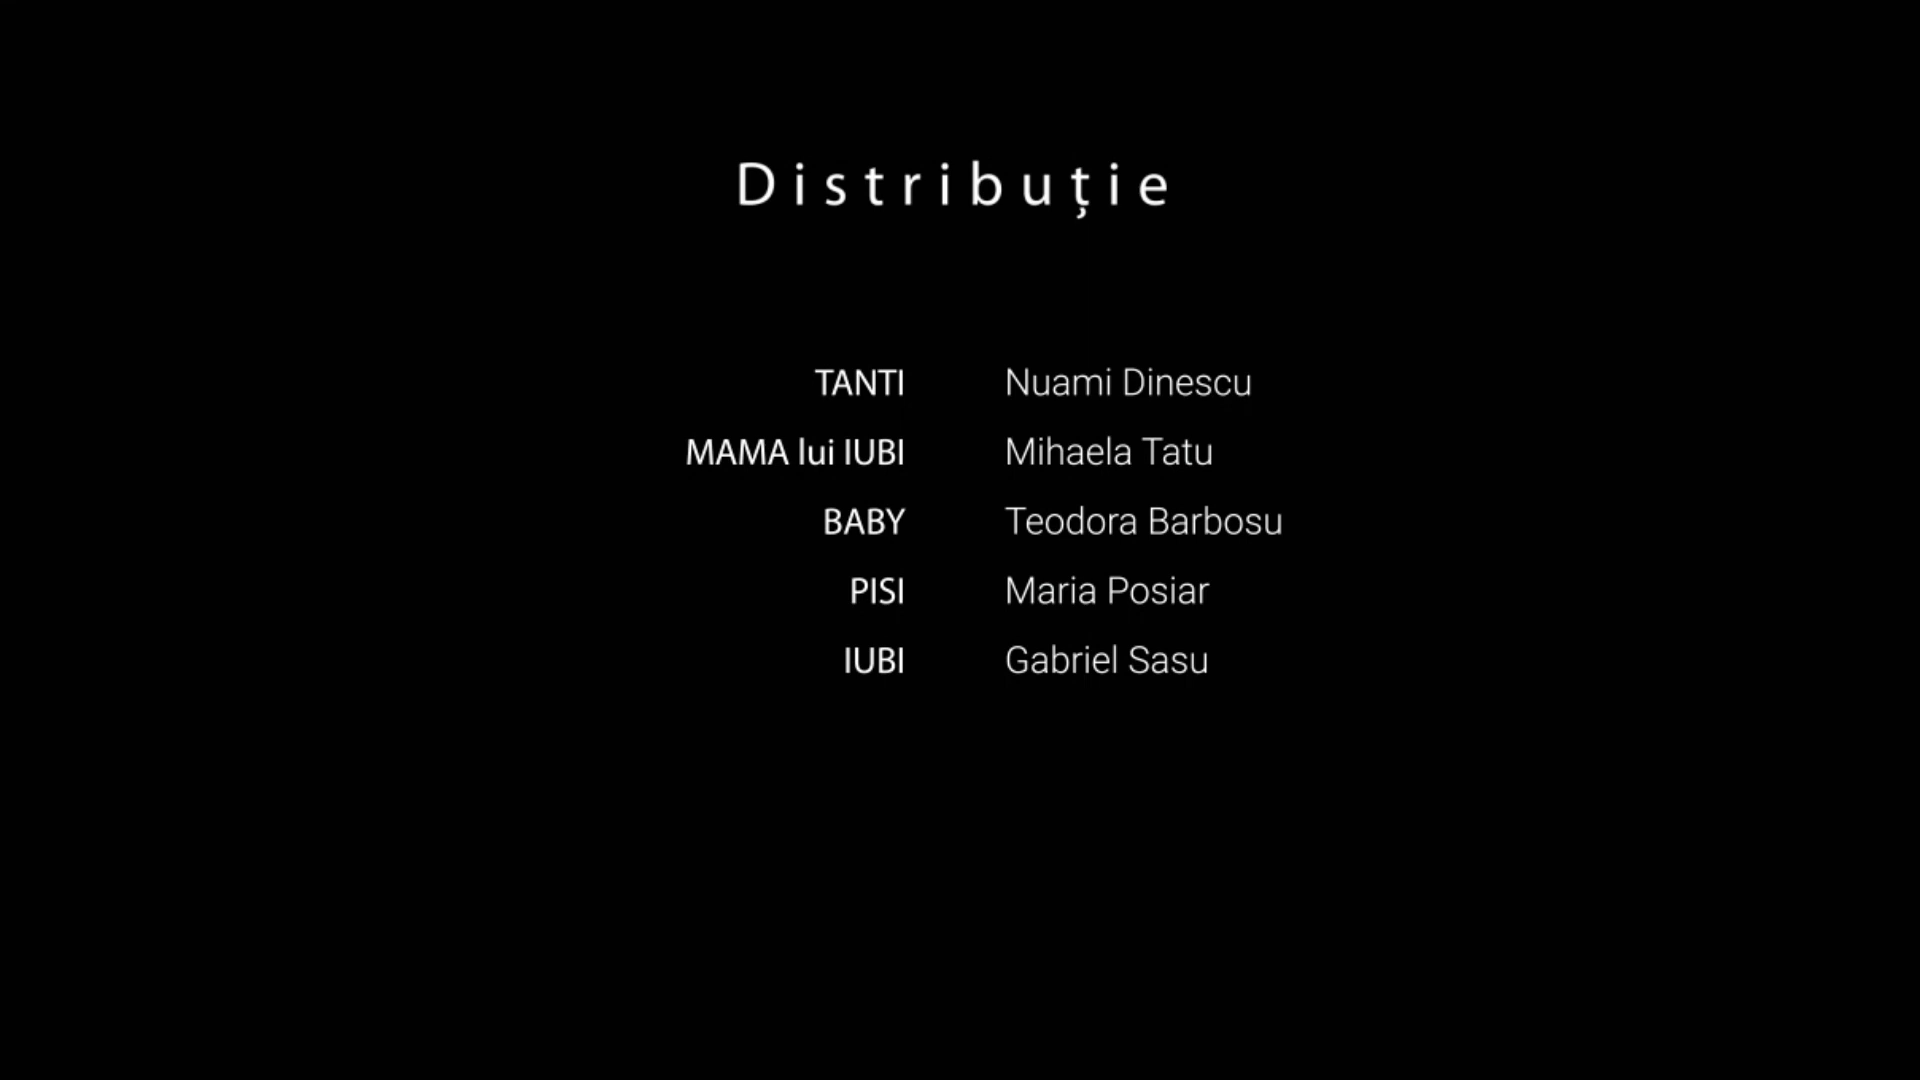 Distribuție
TANTI Nuami Dinescu
MAMA lui IUBI Mihaela Tatu
BABY Teodora Barbosu
PISI Maria Posiar
IUBI Gabriel Sasu